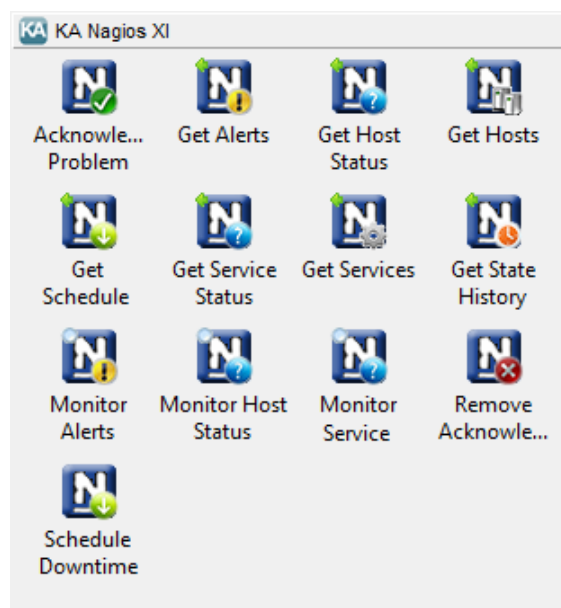 KA KA Nagios XI
Acknowle... Get Alerts Get Host Get Hosts
Problem Status
Get Get Service Get Services Get State
Schedule Status History
Monitor Monitor Host Monitor Remove
Alerts Status Service Acknowle...
Schedule
Downtime